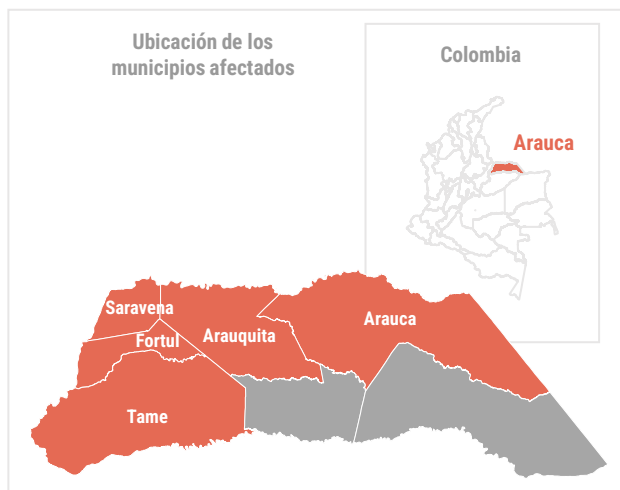 Ubicación de los
municipios afectados
Colombia
Arauca
Saravena
Fortul
Arauquita
Arauca
Tame